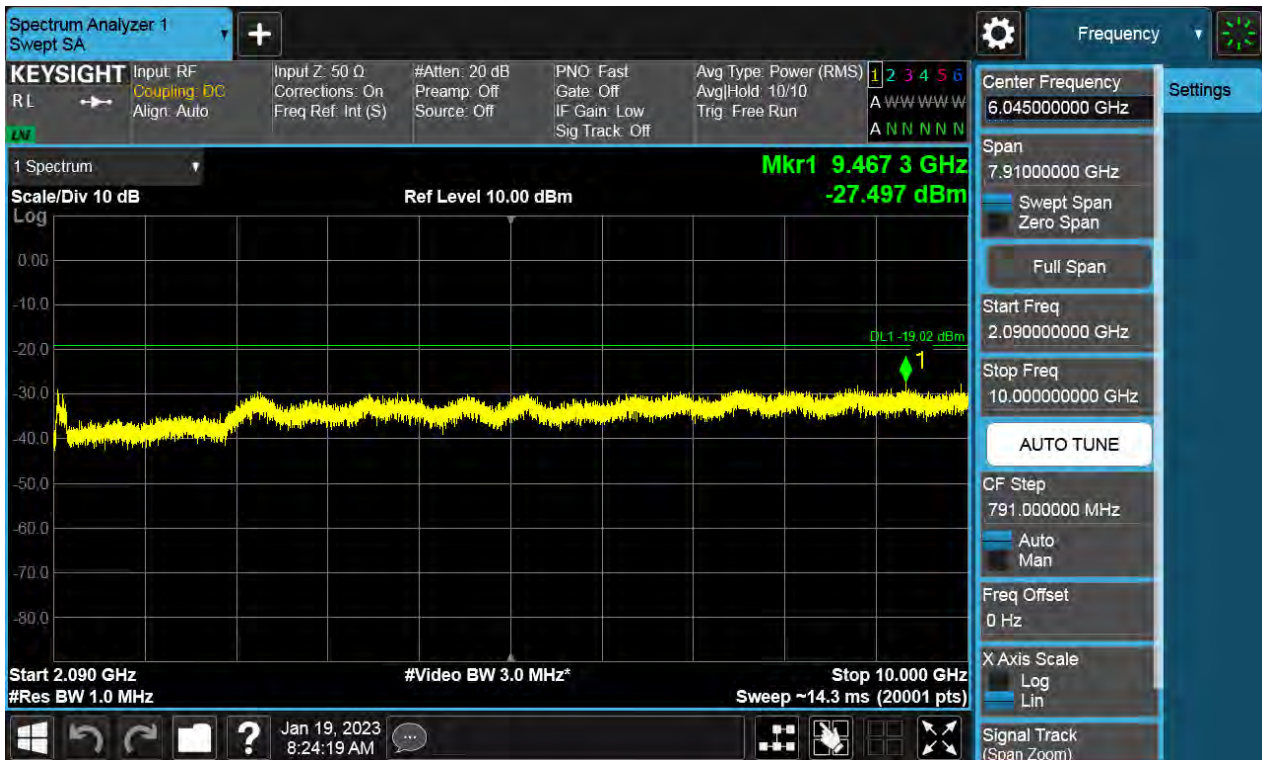 Spectrum Analyzer 1
Swept SA
+
Frequency
KEYSIGHT
RL
LXI
Input: RF
Coupling: DC
Align: Auto
Input Z: 50 Ω
Corrections: On
Freq Ref: Int (S)
#Atten: 20 dB
Preamp: Off
Source: Off
PNO: Fast
Gate: Off
IF Gain: Low
Sig Track: Off
Avg Type: Power (RMS)
Avg|Hold: 10/10
Trig: Free Run
1 2 3 4 5 6
A W W W W W
A N N N N N
1 Spectrum
Scale/Div 10 dB
Ref Level 10.00 dBm
Mkr1 9.467 3 GHz
-27.497 dBm
Log
0.00
-10.0
-20.0
-30.0
-40.0
-50.0
-60.0
-70.0
-80.0
DL1 -19.02 dBm
1
Start 2.090 GHz
#Video BW 3.0 MHz*
Stop 10.000 GHz
#Res BW 1.0 MHz
Sweep ~14.3 ms (20001 pts)
Center Frequency
6.045000000 GHz
Settings
Span
7.91000000 GHz
Swept Span
Zero Span
Full Span
Start Freq
2.090000000 GHz
Stop Freq
10.000000000 GHz
AUTO TUNE
CF Step
791.000000 MHz
Auto
Man
Freq Offset
0 Hz
X Axis Scale
Log
Lin
Signal Track
(Span Zoom)
?
Jan 19, 2023
8:24:19 AM